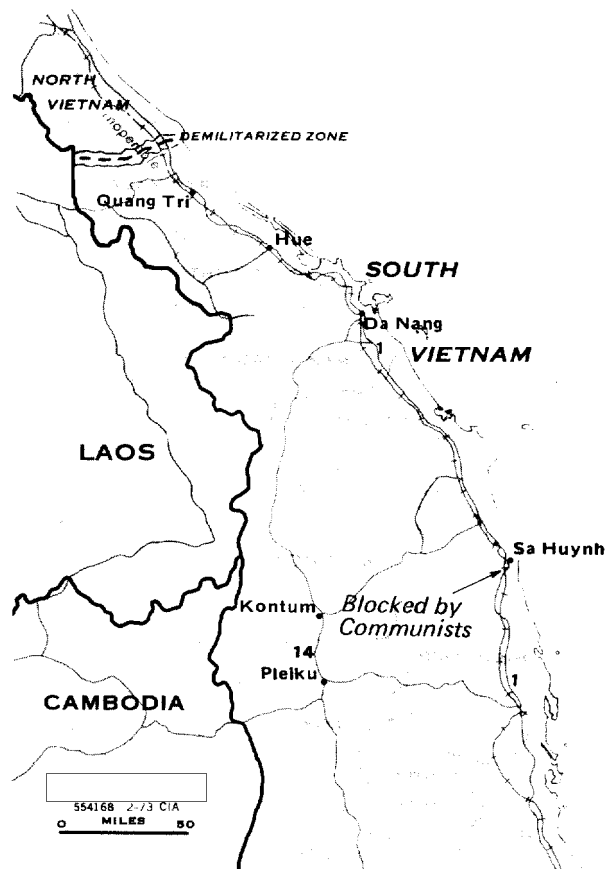 NORTH
VIETNAM
DEMILITARIZED ZONE
Quang Tri
Hue
SOUTH
Da Nang
1
VIETNAM
LAOS
Sa Huynh
Kontum
Blocked by
Communists
14
Pleiku
1
CAMBODIA
554168 2-73 CIA
0 MILES 50